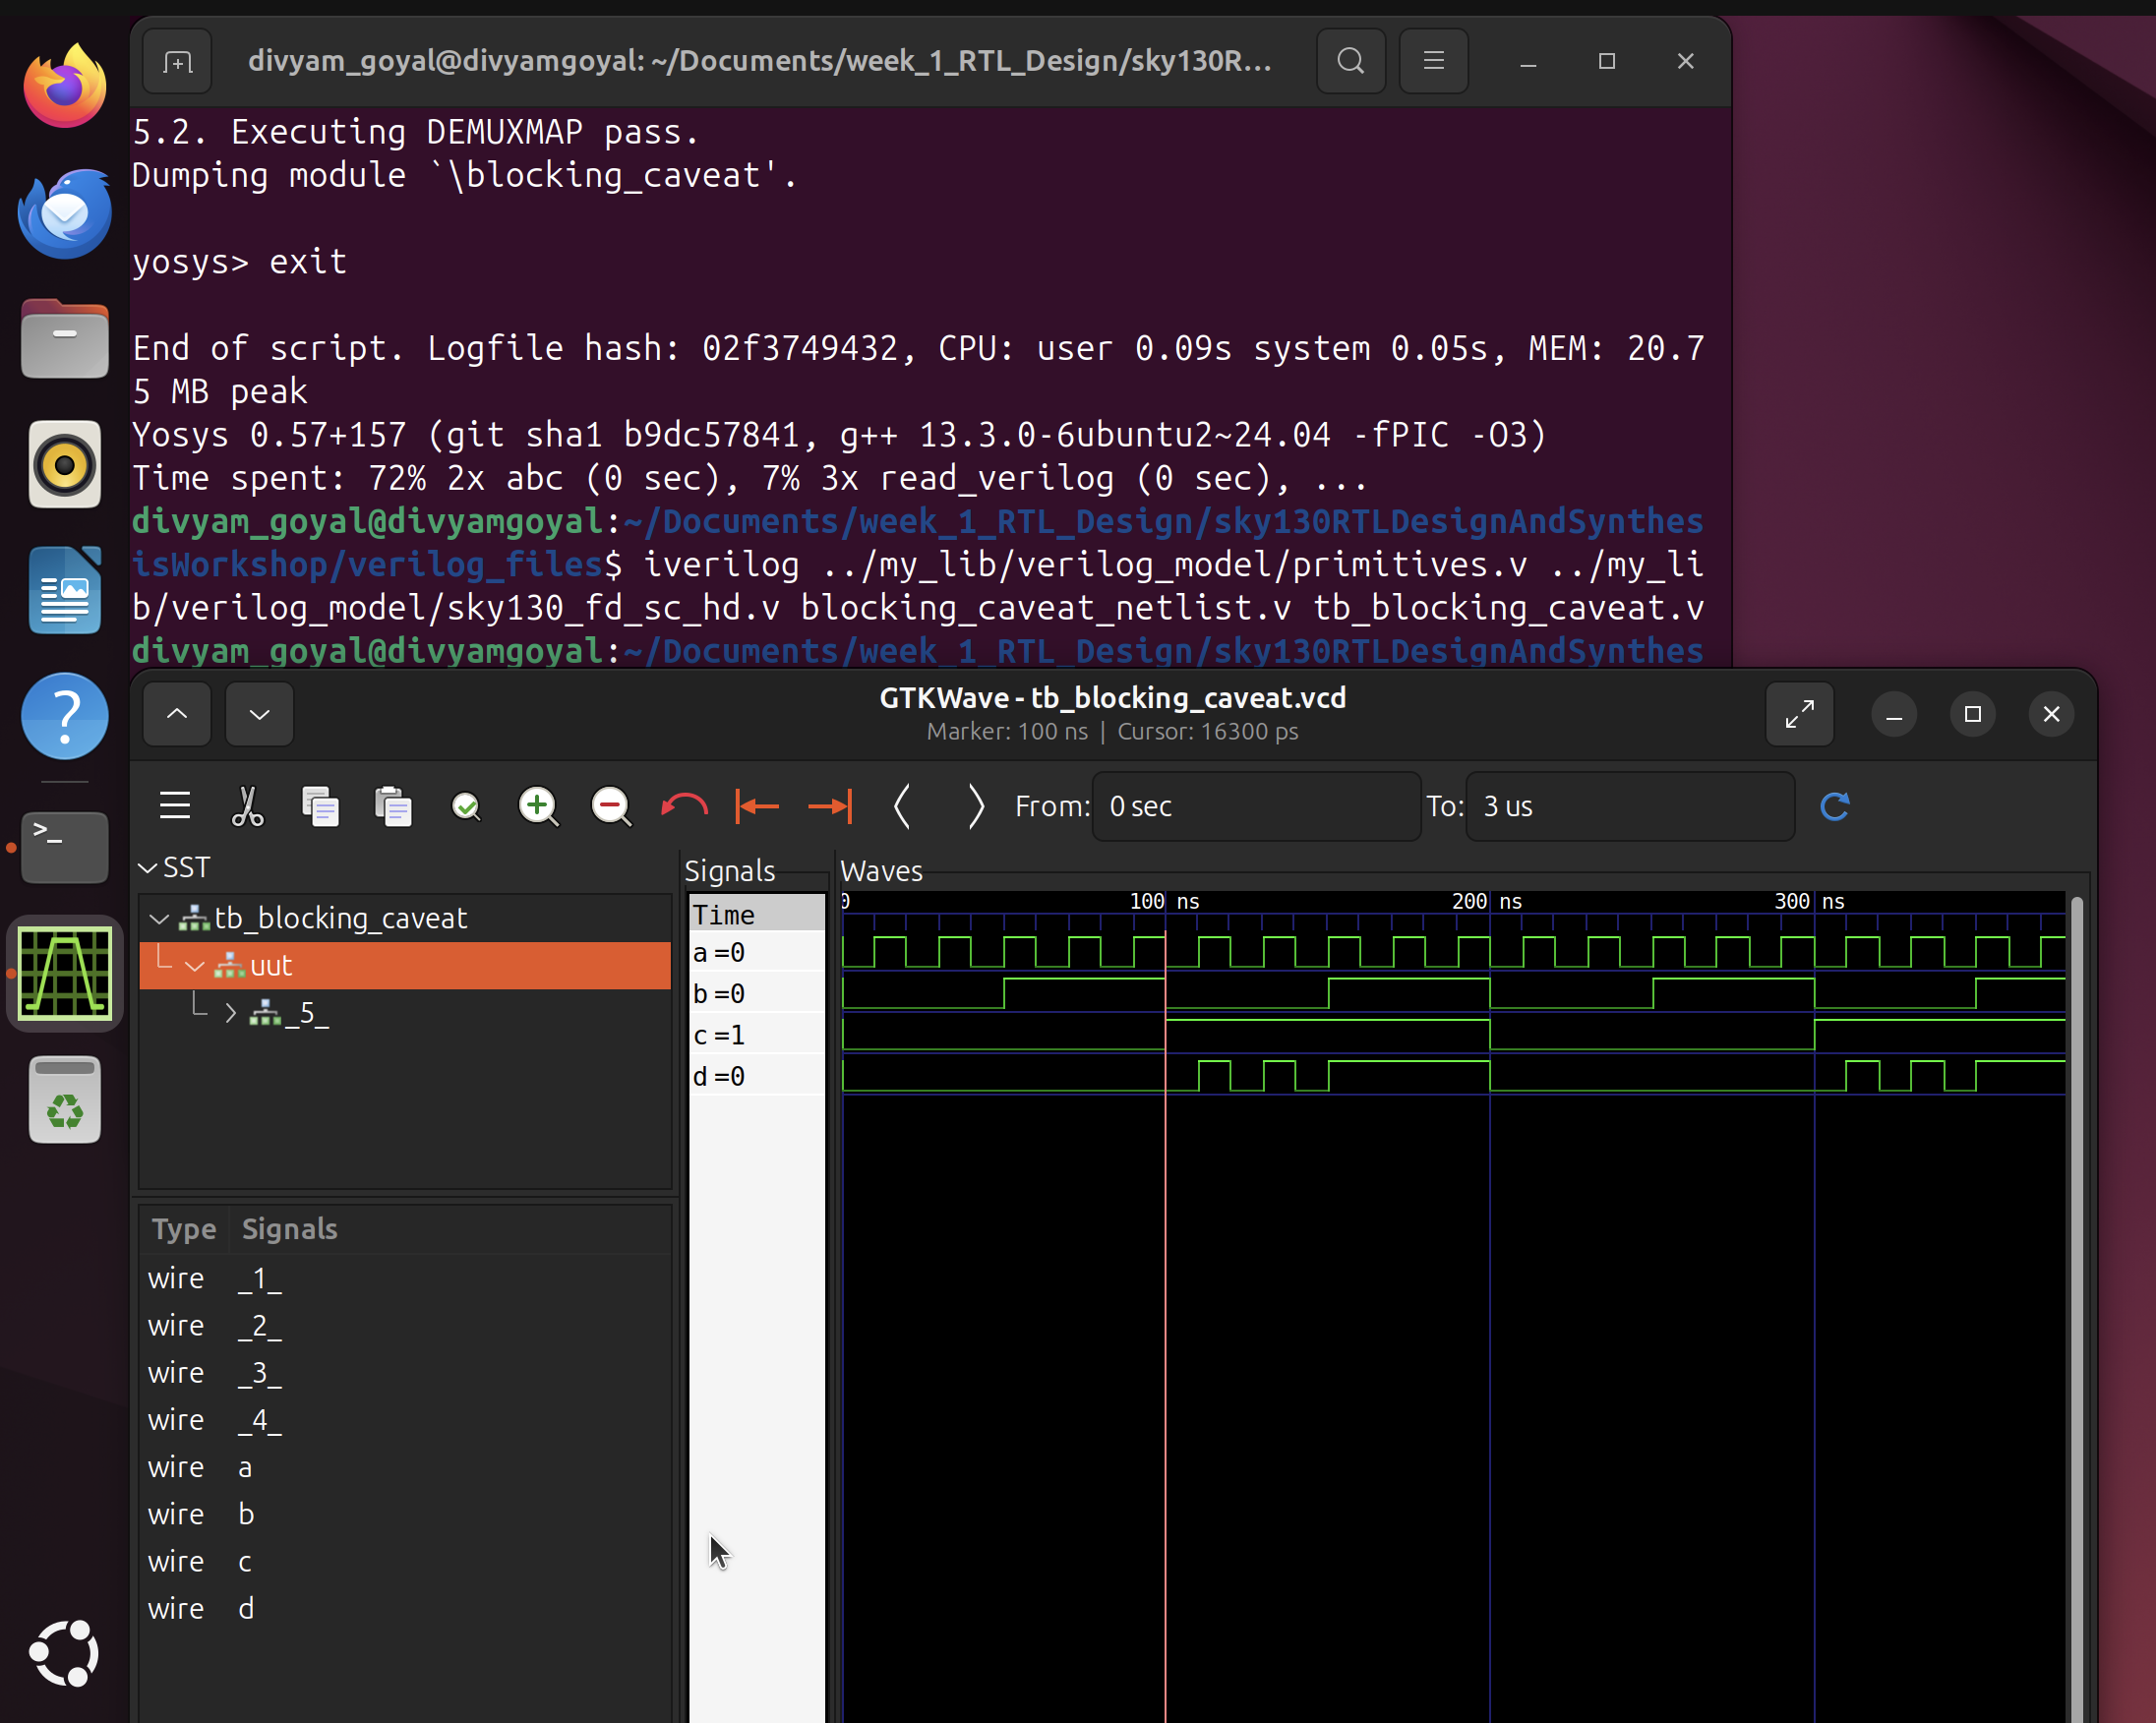 divyam_goyal@divyamgoyal: ~/Documents/week_1_RTL_Design/sky130R...
5.2. Executing DEMUXMAP pass.
Dumping module `\blocking_caveat'.
yosys> exit
End of script. Logfile hash: 02f3749432, CPU: user 0.09s system 0.05s, MEM: 20.7
5 MB peak
Yosys 0.57+157 (git sha1 b9dc57841, g++ 13.3.0-6ubuntu2~24.04 -fPIC -O3)
Time spent: 72% 2x abc (0 sec), 7% 3x read_verilog (0 sec), ...
divyam_goyal@divyamgoyal:~/Documents/week_1_RTL_Design/sky130RTLDesignAndSynthes
isWorkshop/verilog_files$ iverilog ../my_lib/verilog_model/primitives.v ../my_li
b/verilog_model/sky130_fd_sc_hd.v blocking_caveat_netlist.v tb_blocking_caveat.v
divyam_goyal@divyamgoyal:~/Documents/week_1_RTL_Design/sky130RTLDesignAndSynthes
GTKWave - tb_blocking_caveat.vcd
Marker: 100 ns | Cursor: 16300 ps
From: 0 sec To: 3 us
SST
tb_blocking_caveat
uut
_5_
Type Signals
wire _1_
wire _2_
wire _3_
wire _4_
wire a
wire b
wire c
wire d
Signals
Time
a=0
b=0
c=1
d=0
Waves
0 100 ns 200 ns 300 ns